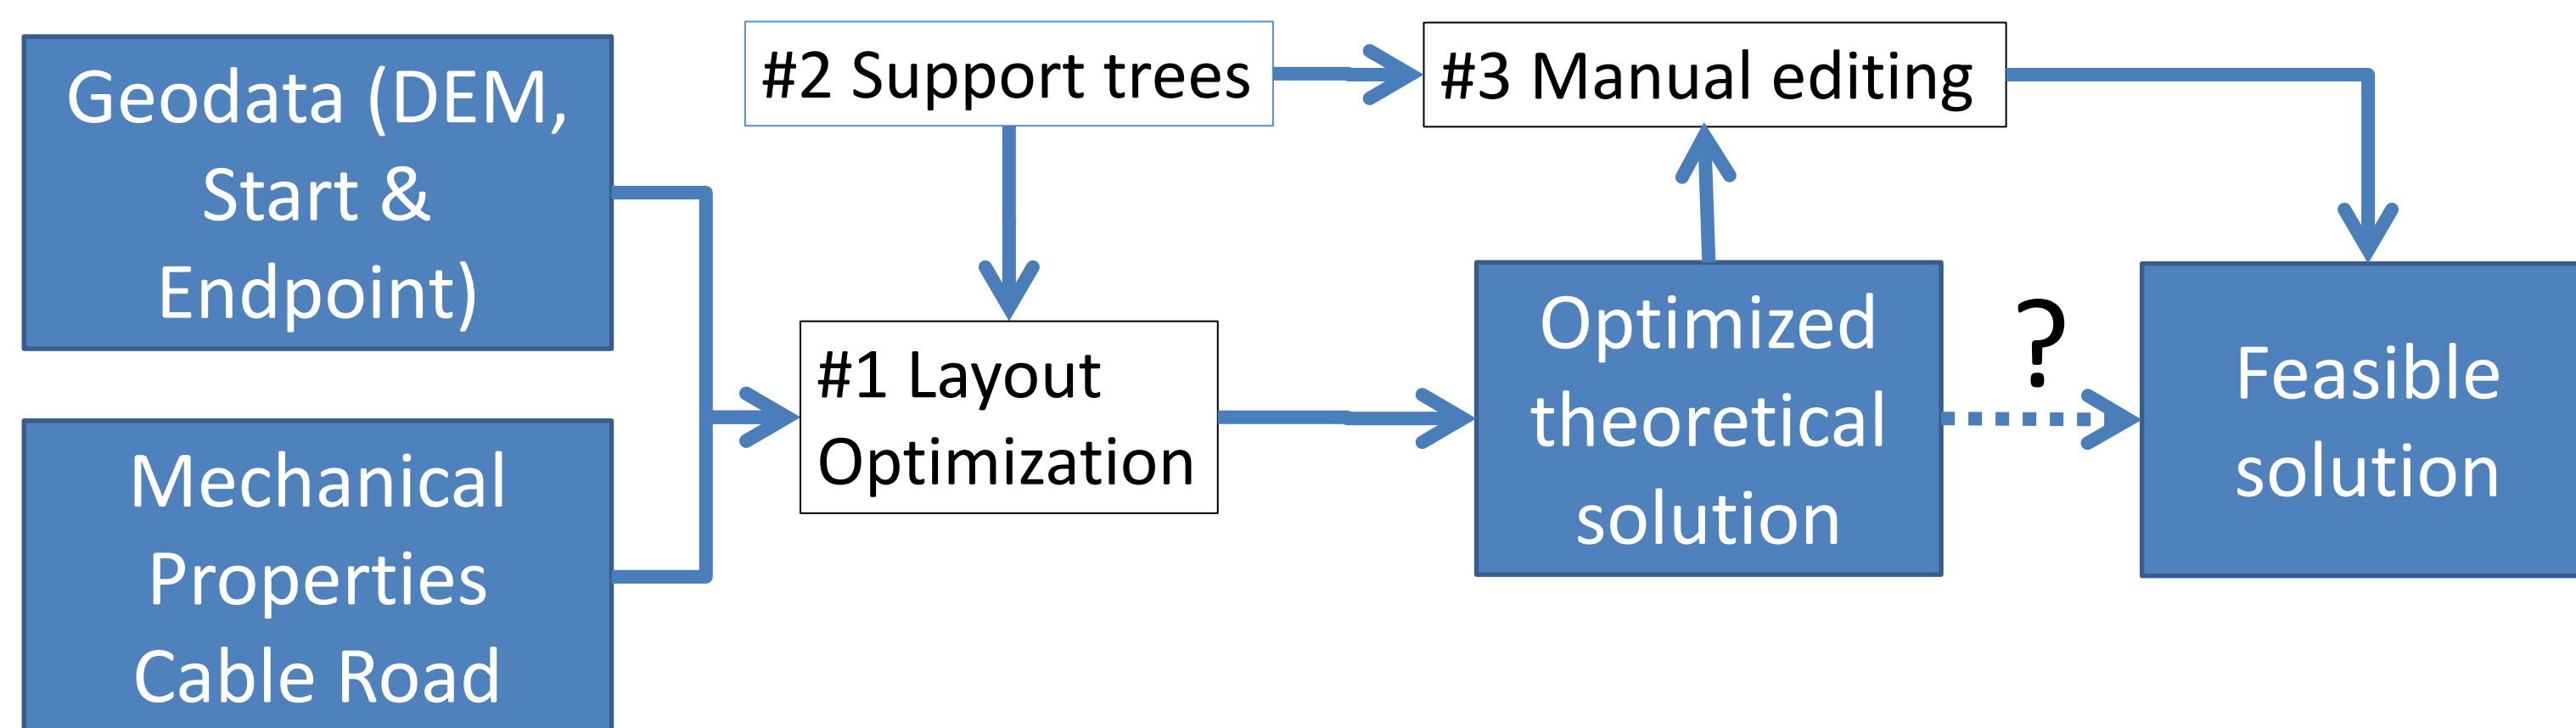 Geodata (DEM,
Start &
Endpoint)
Mechanical
Properties
Cable Road
#2 Support trees
#1 Layout
Optimization
#3 Manual editing
Optimized
theoretical
solution
?
Feasible
solution